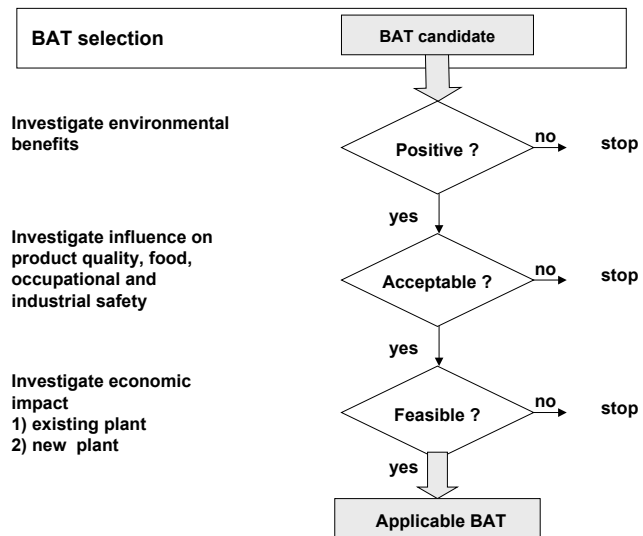 BAT selection
BAT candidate
Investigate environmental
benefits
Positive ?
no
stop
yes
Investigate influence on
product quality, food,
occupational and
industrial safety
Acceptable ?
no
stop
yes
Investigate economic
impact
1) existing plant
2) new plant
Feasible ?
no
stop
yes
Applicable BAT